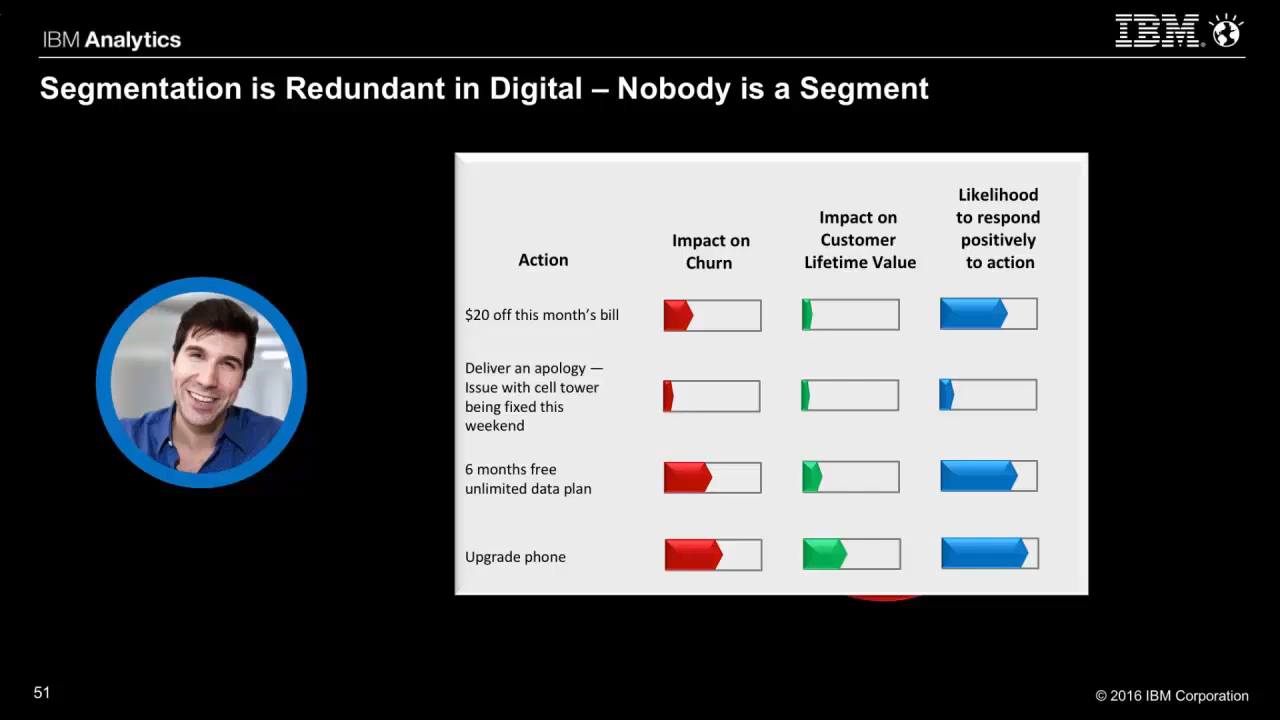 IBM Analytics
IBM
Segmentation is Redundant in Digital – Nobody is a Segment
Action
Impact on
Churn
Impact on
Customer
Lifetime Value
Likelihood
to respond
positively
to action
$20 off this month's bill
Deliver an apology —
Issue with cell tower
being fixed this
weekend
6 months free
unlimited data plan
Upgrade phone
51
© 2016 IBM Corporation